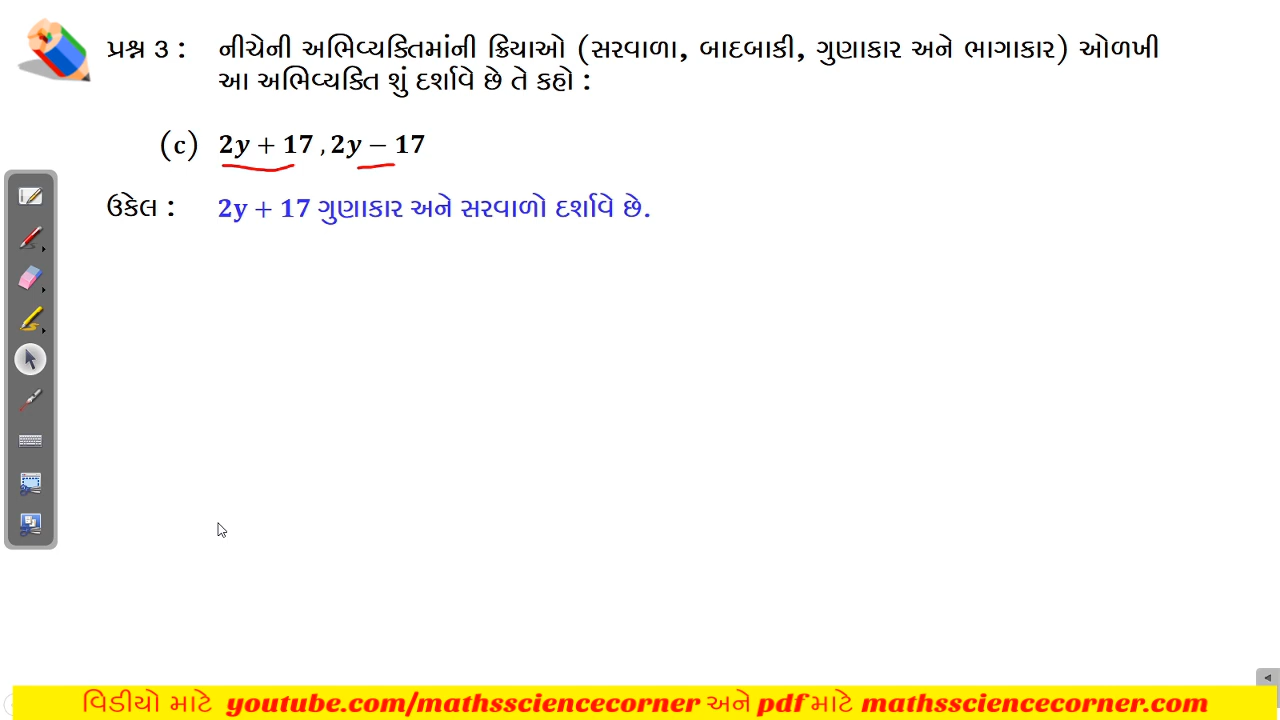 પ્રશ્ન 3 : નીચેની અભિવ્યક્તિમાંની ક્રિયાઓ (સરવાળા, બાદબાકી, ગુણાકાર અને ભાગાકાર) ઓળખી
આ અભિવ્યક્તિ શું દર્શાવે છે તે કહો :
(c) 2y + 17 , 2y − 17
ઉકેલ : 2y + 17 ગુણાકાર અને સરવાળો દર્શાવે છે.
વિડીયો માટે youtube.com/mathssciencecorner અને pdf માટે mathssciencecorner.com